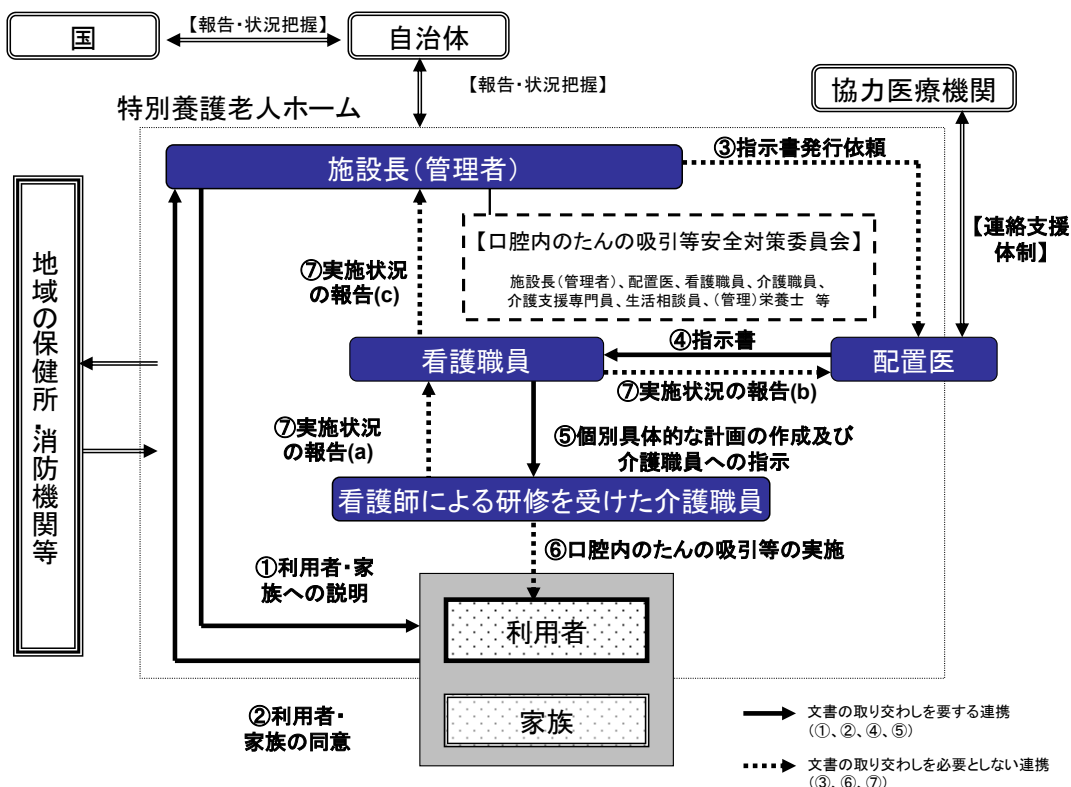 国
【報告・状況把握】
自治体
【報告・状況把握】
協力医療機関
特別養護老人ホーム
施設長(管理者)
③指示書発行依頼
【連絡支援
体制】
【口腔内のたんの吸引等安全対策委員会】
施設長(管理者)、配置医、看護職員、介護職員、
介護支援専門員、生活相談員、(管理)栄養士 等
⑦実施状況
の報告(c)
地域の保健所・消防機関等
看護職員
④指示書
配置医
⑦実施状況の報告(b)
⑦実施状況
の報告(a)
⑤個別具体的な計画の作成及び
介護職員への指示
看護師による研修を受けた介護職員
⑥口腔内のたんの吸引等の実施
①利用者・家
族への説明
利用者
家族
②利用者・
家族の同意
文書の取り交わしを要する連携
(①、②、④、⑤)
文書の取り交わしを必要としない連携
(③、⑥、⑦)